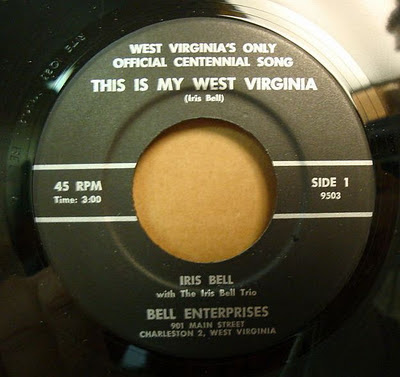 WEST VIRGINIA'S ONLY
OFFICIAL CENTENNIAL SONG
THIS IS MY WEST VIRGINIA
(Iris Bell)
45 RPM
Time: 3:00
SIDE 1
9503
IRIS BELL
with The Iris Bell Trio
BELL ENTERPRISES
901 MAIN STREET
CHARLESTON 2, WEST VIRGINIA